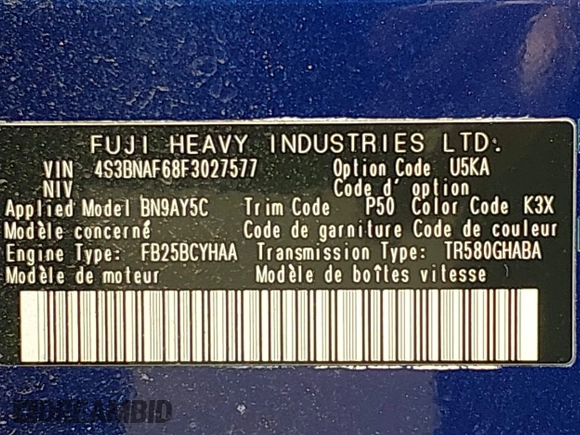 FUJI HEAVY INDUSTRIES LTD.
VIN 4S3BNAF68F3027577 Option Code U5KA
NIV Code d' option
Applied Model BN9AY5C Trim Code P50 Color Code K3X
Modèle concerné Code de garniture Code de couleur
Engine Type: FB25BCYHAA Transmission Type: TR580GHABA
Modèle de moteur Modèle de boîtes vitesse